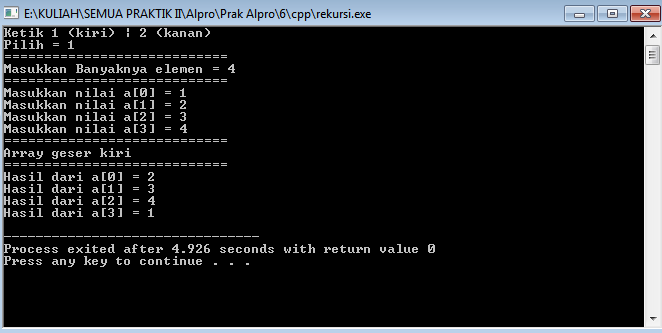 E:\KULIAH\SEMUA PRAKTIK II\Alpro\Prak Alpro\6\cpp\rekursi.exe
Ketik 1 (kiri) ¦ 2 (kanan)
Pilih = 1
============================
Masukkan Banyaknya elemen = 4
============================
Masukkan nilai a[0] = 1
Masukkan nilai a[1] = 2
Masukkan nilai a[2] = 3
Masukkan nilai a[3] = 4
============================
Array geser kiri
============================
Hasil dari a[0] = 2
Hasil dari a[1] = 3
Hasil dari a[2] = 4
Hasil dari a[3] = 1
--------------------------------
Process exited after 4.926 seconds with return value 0
Press any key to continue . . .